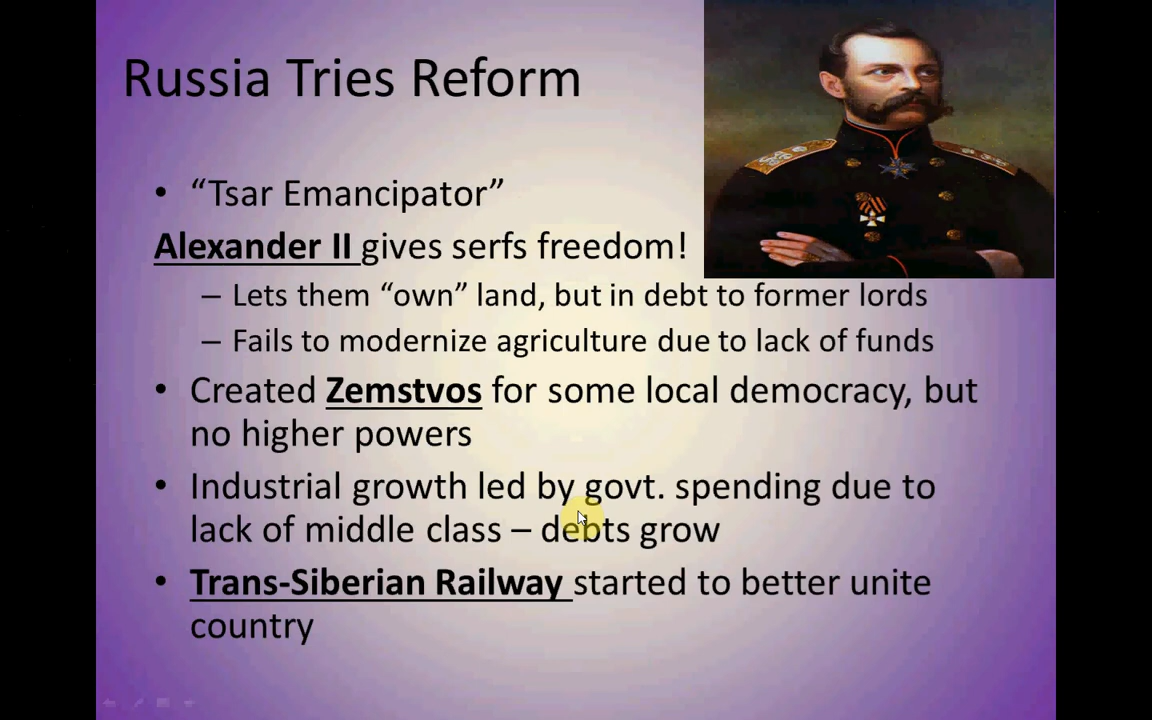 Russia Tries Reform
• “Tsar Emancipator”
Alexander II gives serfs freedom!
– Lets them “own” land, but in debt to former lords
– Fails to modernize agriculture due to lack of funds
• Created Zemstvos for some local democracy, but
no higher powers
• Industrial growth led by govt. spending due to
lack of middle class – debts grow
• Trans-Siberian Railway started to better unite
country